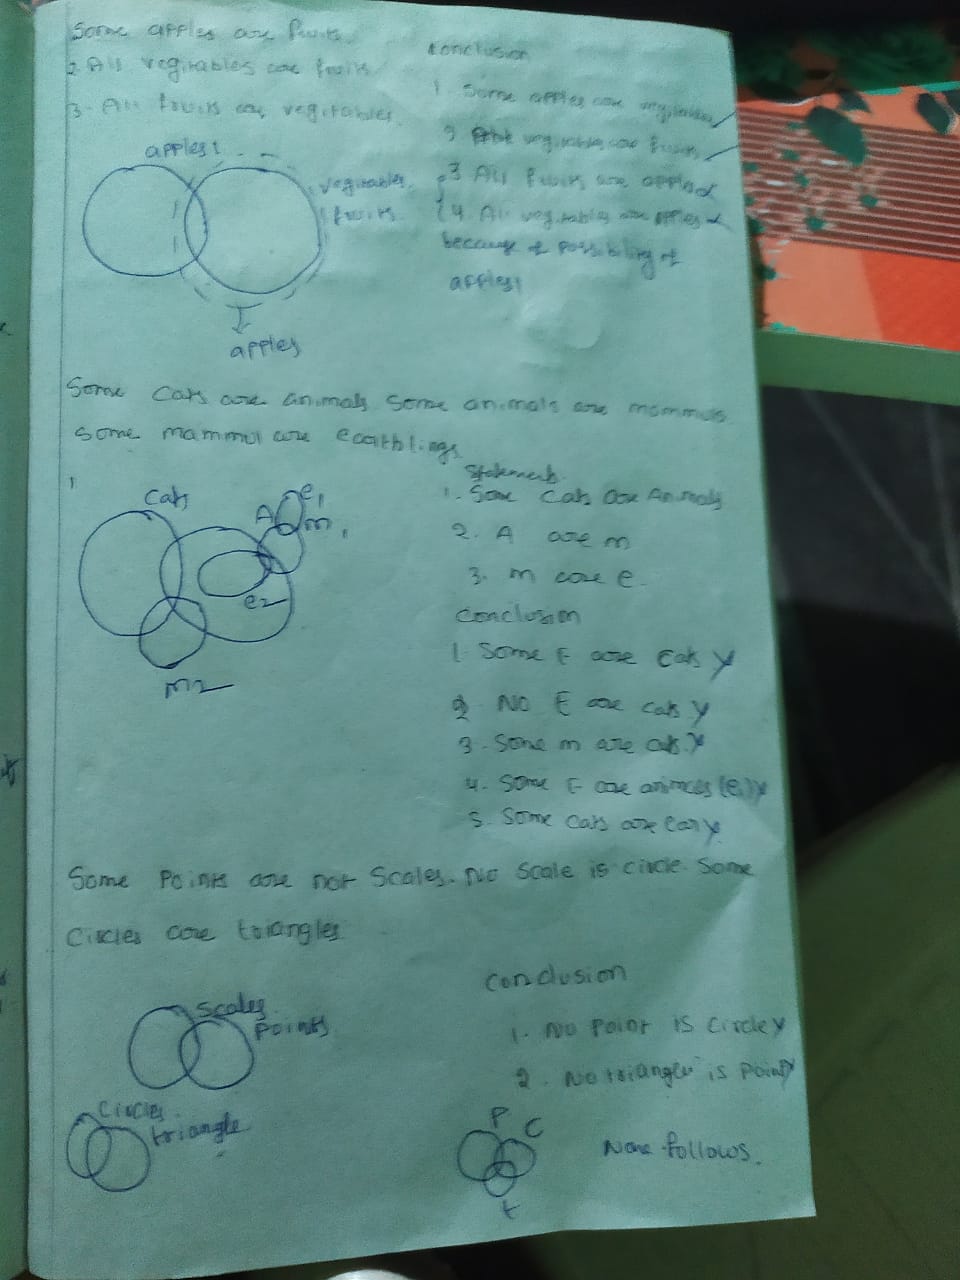 Some apples are fruits
2. All vegitables are fruits
3. All fruits are vegitables
apples1
vegitables
fruits
apples
conclusion
1. Some apples are vegitables
2 vegitables are fruits
3 All fruits are apples x
4. All vegitables are apples x
because of possibility of
apples1
Some Cats are animals Some animals are mammuls
Some mammul are earthlings
1
Cats
A
e1
m1
e2
m2
Statements
1. Some Cats are Animals
2. A are m
3. m are e
Conclusion
1. Some E are Cats x
2 No E are cats x
3. Some m are cats. x
4. Some E are animals (e1) x
5. Some Cats are x
Some Points are not Scales. No Scale is circle. Some
Circles are triangles
Scales
Points
Circles
triangle
Conclusion
1. No Point is Circle x
2. No triangle is point x
P
C
t
None follows.